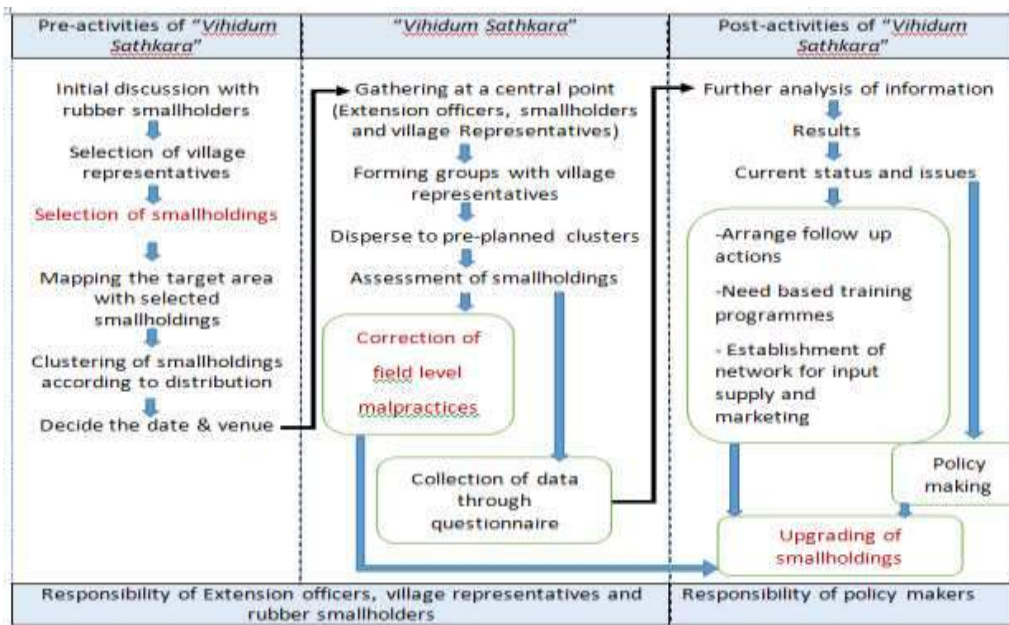 Pre-activities of "Vihidum
Sathkara"
Initial discussion with
rubber smallholders
Selection of village
representatives
Selection of smallholdings
Mapping the target area
with selected
smallholdings
Clustering of smallholdings
according to distribution
Decide the date & venue
"Vihidum Sathkara"
Gathering at a central point
(Extension officers, smallholders
and village Representatives)
Forming groups with village
representatives
Disperse to pre-planned clusters
Assessment of smallholdings
Correction of
field level
malpractices
Collection of data
through
questionnaire
Post-activities of "Vihidum
Sathkara"
Further analysis of information
Results
Current status and issues
-Arrange follow up
actions
-Need based training
programmes
- Establishment of
network for input
supply and
marketing
Policy
making
Upgrading of
smallholdings
Responsibility of Extension officers, village representatives and
rubber smallholders
Responsibility of policy makers